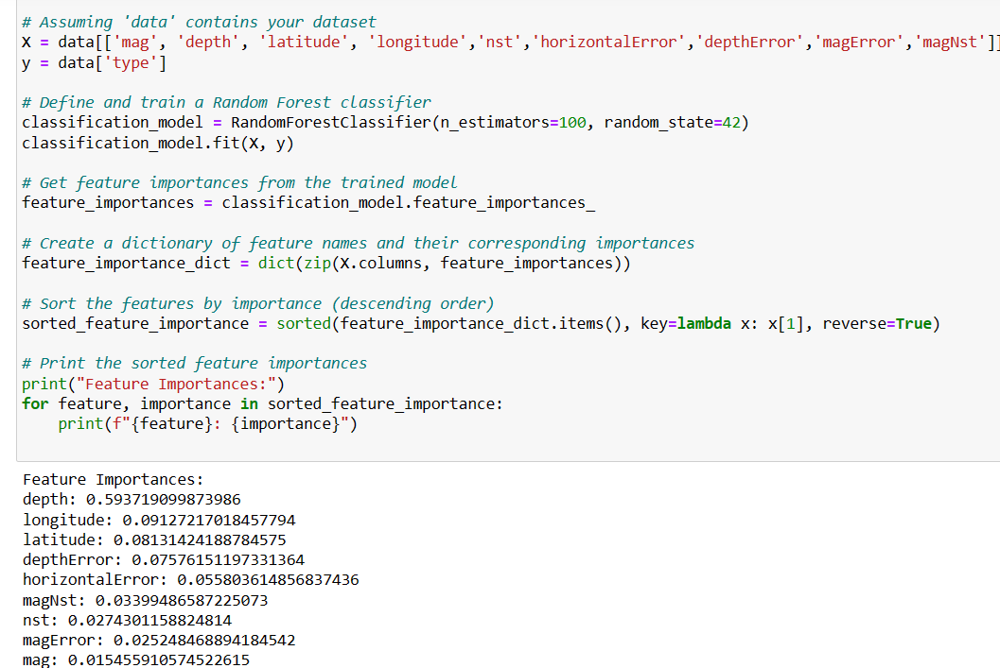 # Assuming 'data' contains your dataset
X = data[['mag', 'depth', 'latitude', 'longitude','nst','horizontalError','depthError','magError','magNst']]
y = data['type']
# Define and train a Random Forest classifier
classification_model = RandomForestClassifier(n_estimators=100, random_state=42)
classification_model.fit(X, y)
# Get feature importances from the trained model
feature_importances = classification_model.feature_importances_
# Create a dictionary of feature names and their corresponding importances
feature_importance_dict = dict(zip(X.columns, feature_importances))
# Sort the features by importance (descending order)
sorted_feature_importance = sorted(feature_importance_dict.items(), key=lambda x: x[1], reverse=True)
# Print the sorted feature importances
print("Feature Importances:")
for feature, importance in sorted_feature_importance:
    print(f"{feature}: {importance}")
Feature Importances:
depth: 0.593719099873986
longitude: 0.09127217018457794
latitude: 0.08131424188784575
depthError: 0.07576151197331364
horizontalError: 0.055803614856837436
magNst: 0.03399486587225073
nst: 0.0274301158824814
magError: 0.025248468894184542
mag: 0.015455910574522615